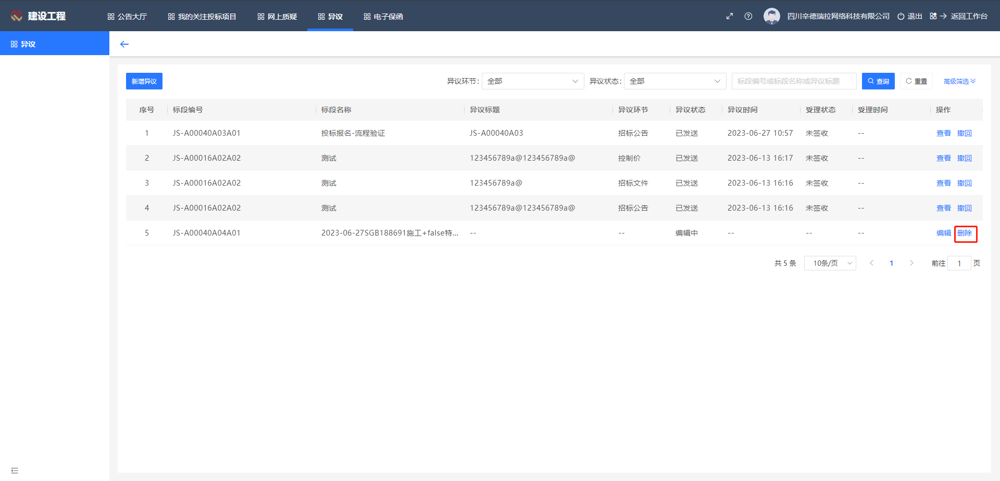 建设工程 公告大厅 我的关注投标项目 网上质疑 异议 电子保函 四川辛德瑞拉网络科技有限公司 退出 返回工作台
异议
新增异议 异议环节: 全部 异议状态: 全部 标段编号或标段名称或异议标题 查询 重置 高级筛选
序号 标段编号 标段名称 异议标题 异议环节 异议状态 异议时间 受理状态 受理时间 操作
1 JS-A00040A03A01 投标报名-流程验证 JS-A00040A03 招标公告 已发送 2023-06-27 10:57 未签收 -- 查看 撤回
2 JS-A00016A02A02 测试 123456789a@123456789a@ 控制价 已发送 2023-06-13 16:17 未签收 -- 查看 撤回
3 JS-A00016A02A02 测试 123456789a@ 招标文件 已发送 2023-06-13 16:16 未签收 -- 查看 撤回
4 JS-A00016A02A02 测试 123456789a@123456789a@ 招标公告 已发送 2023-06-13 16:16 未签收 -- 查看 撤回
5 JS-A00040A04A01 2023-06-27SGB188691施工+false特... -- -- 编辑中 -- -- -- 编辑 删除
共 5 条 10条/页 1 前往 1 页